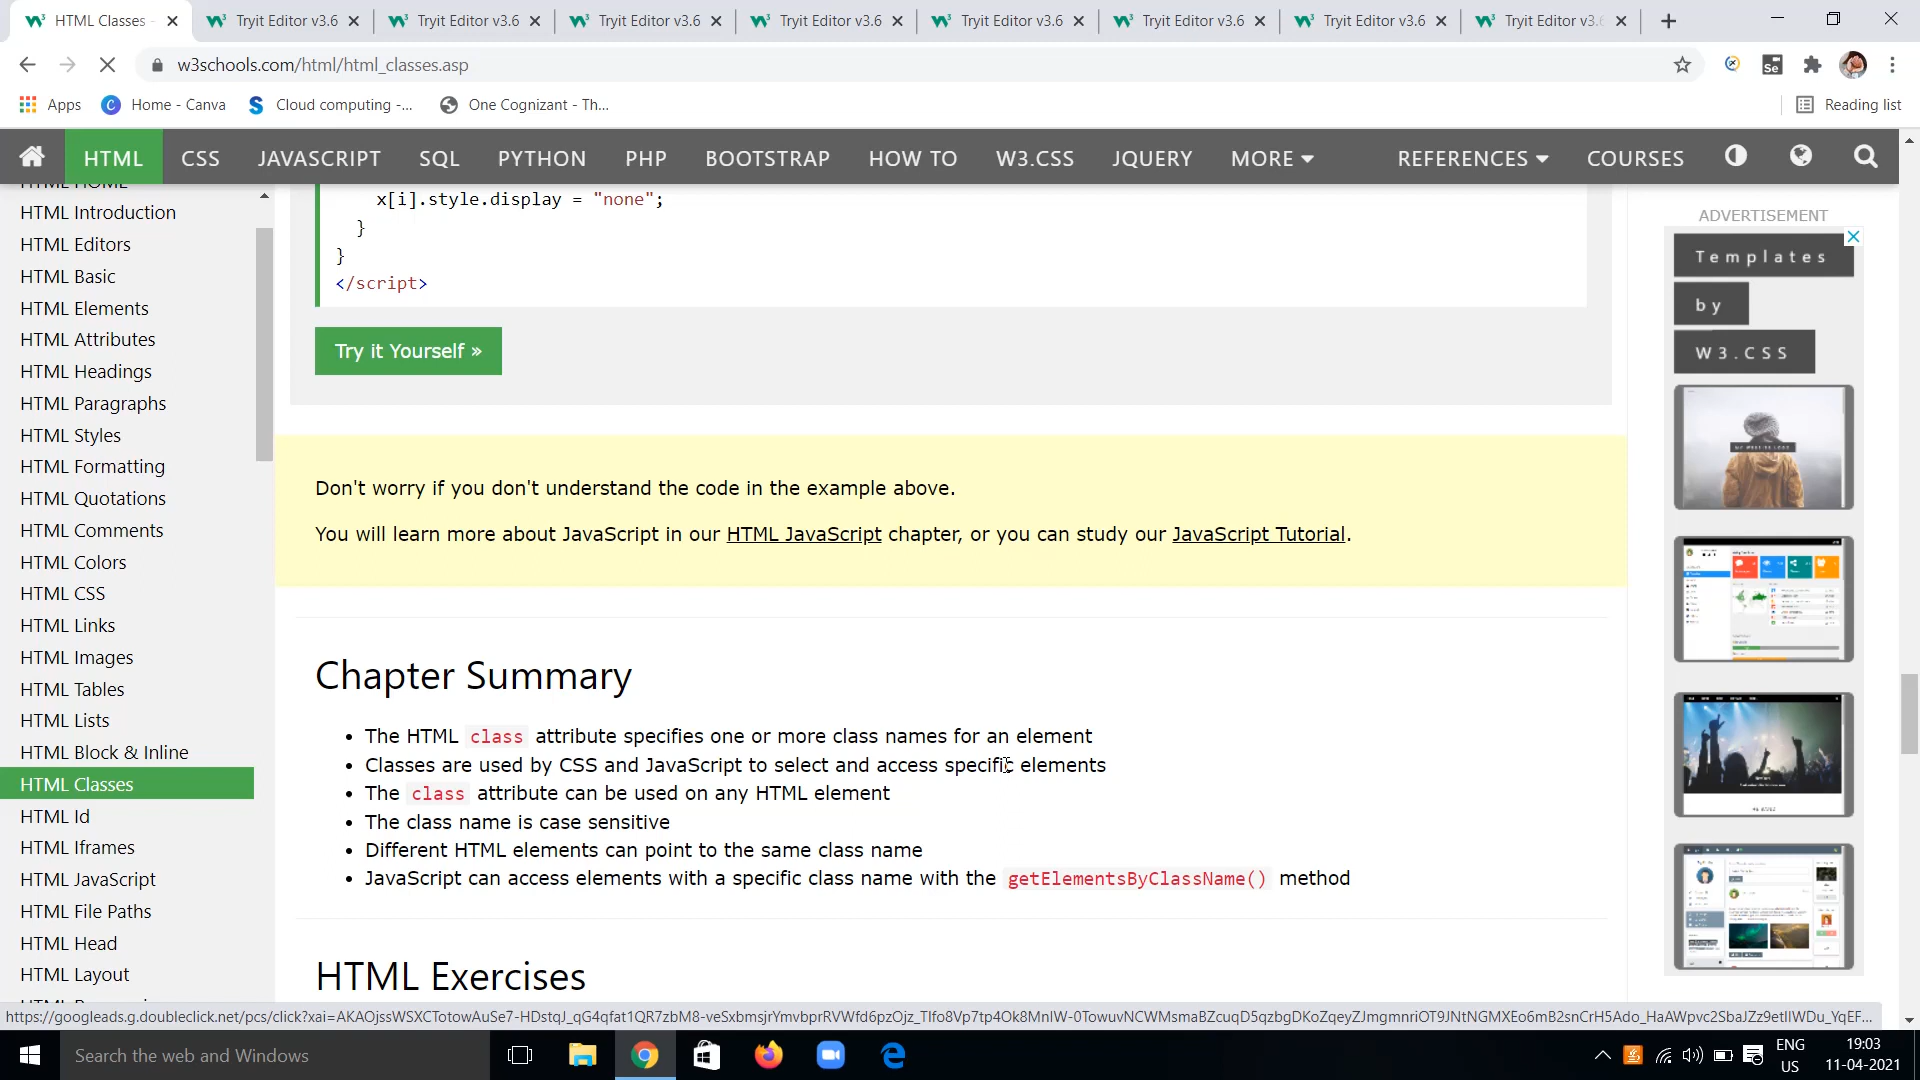 HTML Classes
Tryit Editor v3.6
Tryit Editor v3.6
Tryit Editor v3.6
Tryit Editor v3.6
Tryit Editor v3.6
Tryit Editor v3.6
Tryit Editor v3.6
Tryit Editor v3.6
w3schools.com/html/html_classes.asp
Se
Apps
Home - Canva
Cloud computing -...
One Cognizant - Th...
Reading list
HTML CSS JAVASCRIPT SQL PYTHON PHP BOOTSTRAP HOW TO W3.CSS JQUERY MORE REFERENCES COURSES
HTML HOME
HTML Introduction
HTML Editors
HTML Basic
HTML Elements
HTML Attributes
HTML Headings
HTML Paragraphs
HTML Styles
HTML Formatting
HTML Quotations
HTML Comments
HTML Colors
HTML CSS
HTML Links
HTML Images
HTML Tables
HTML Lists
HTML Block & Inline
HTML Classes
HTML Id
HTML Iframes
HTML JavaScript
HTML File Paths
HTML Head
HTML Layout
x[i].style.display = "none";
}
}
</script>
Try it Yourself »
Don't worry if you don't understand the code in the example above.
You will learn more about JavaScript in our HTML JavaScript chapter, or you can study our JavaScript Tutorial.
Chapter Summary
• The HTML class attribute specifies one or more class names for an element
• Classes are used by CSS and JavaScript to select and access specific elements
• The class attribute can be used on any HTML element
• The class name is case sensitive
• Different HTML elements can point to the same class name
• JavaScript can access elements with a specific class name with the getElementsByClassName() method
HTML Exercises
ADVERTISEMENT
Templates
by
W3.CSS
Search the web and Windows
ENG
US
19:03
11-04-2021